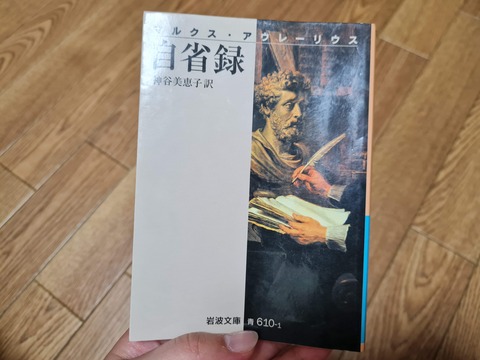 マルクス・アウレーリウス
自省録
神谷美恵子訳
岩波文庫 青 610-1